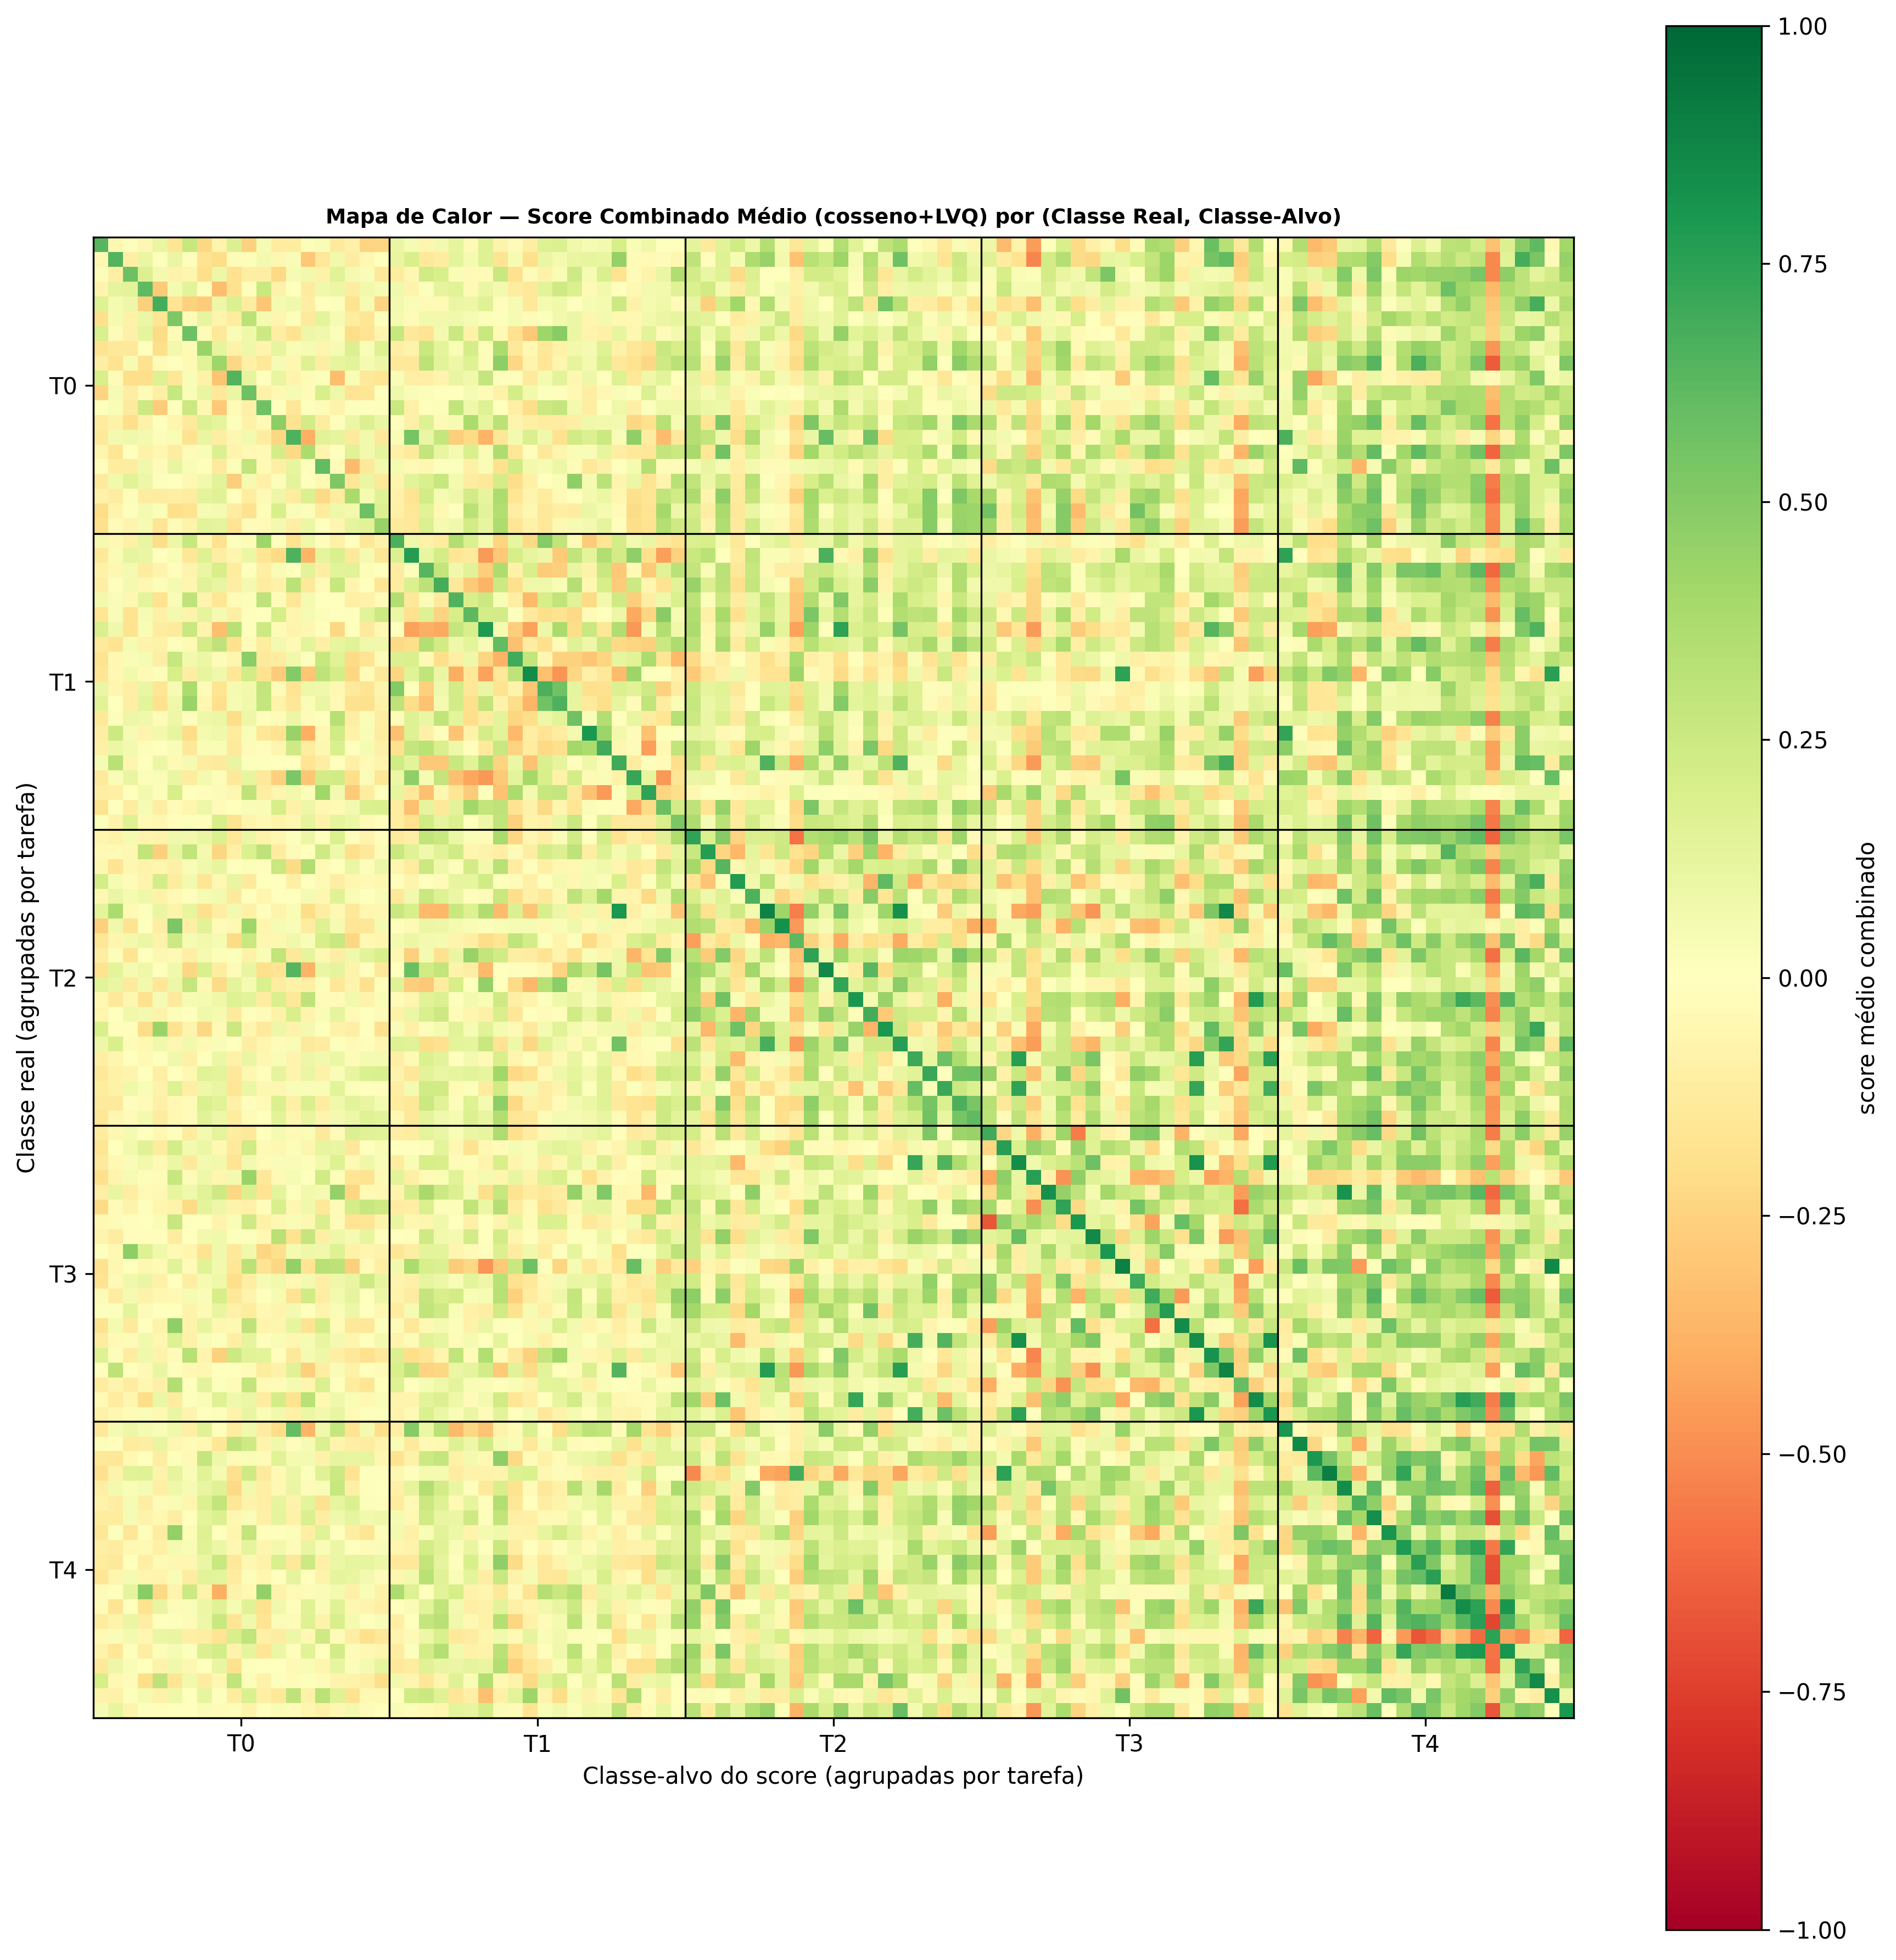 Mapa de Calor — Score Combinado Médio (cosseno+LVQ) por (Classe Real, Classe-Alvo)
Classe real (agrupadas por tarefa)
T0
T1
T2
T3
T4
T0 T1 T2 T3 T4
Classe-alvo do score (agrupadas por tarefa)
1.00
0.75
0.50
0.25
0.00
−0.25
−0.50
−0.75
−1.00
score médio combinado